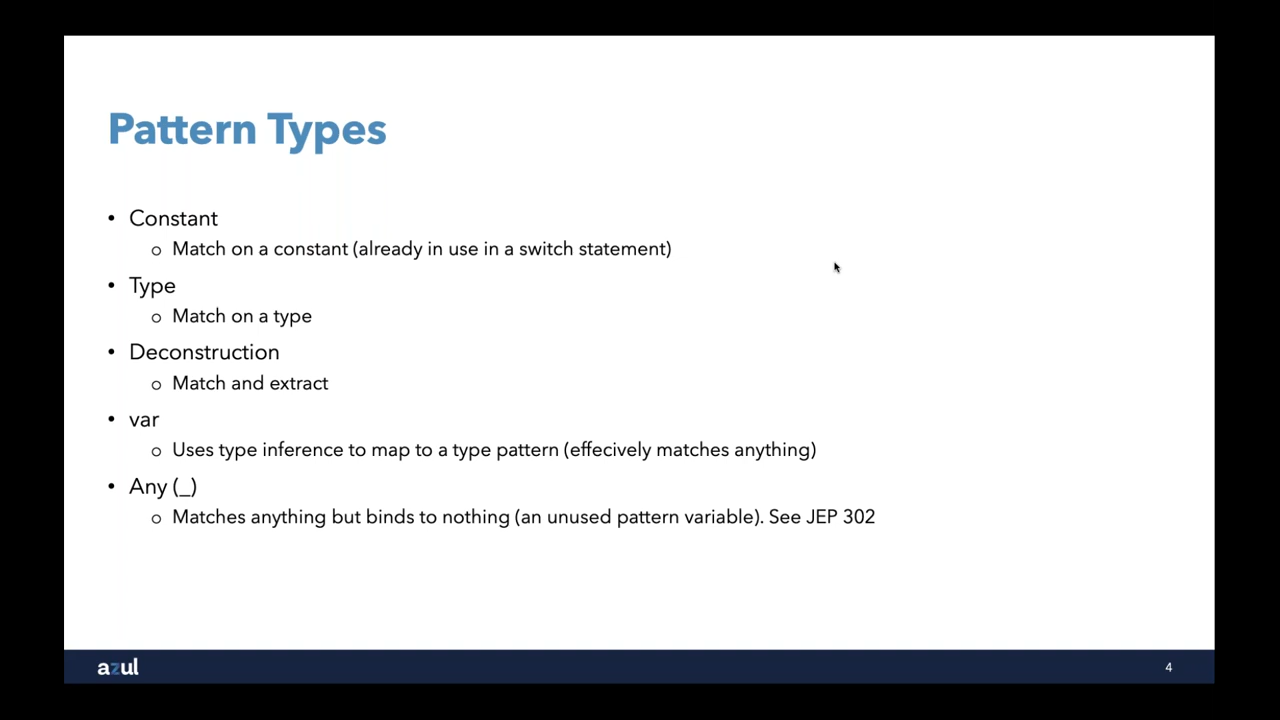 Pattern Types
• Constant
o Match on a constant (already in use in a switch statement)
• Type
o Match on a type
• Deconstruction
o Match and extract
• var
o Uses type inference to map to a type pattern (effecively matches anything)
• Any (_)
o Matches anything but binds to nothing (an unused pattern variable). See JEP 302
azul
4